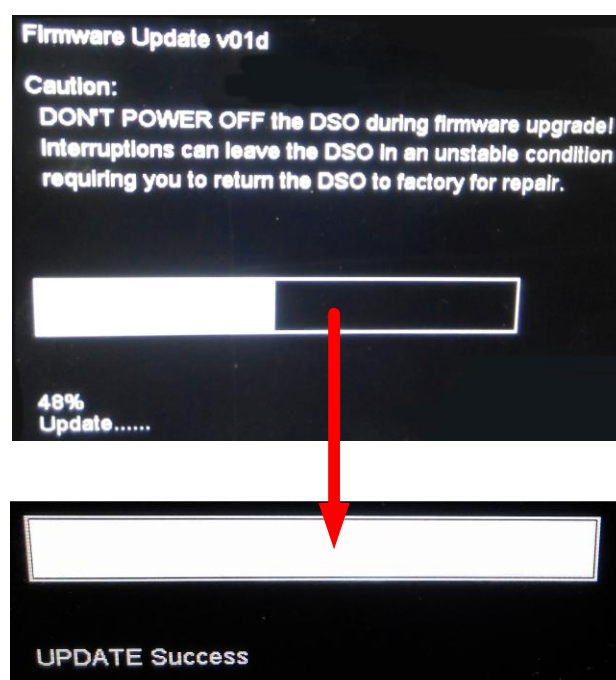 Firmware Update v01d
Caution:
DON'T POWER OFF the DSO during firmware upgrade!
Interruptions can leave the DSO in an unstable condition
requiring you to return the DSO to factory for repair.
48%
Update......
UPDATE Success